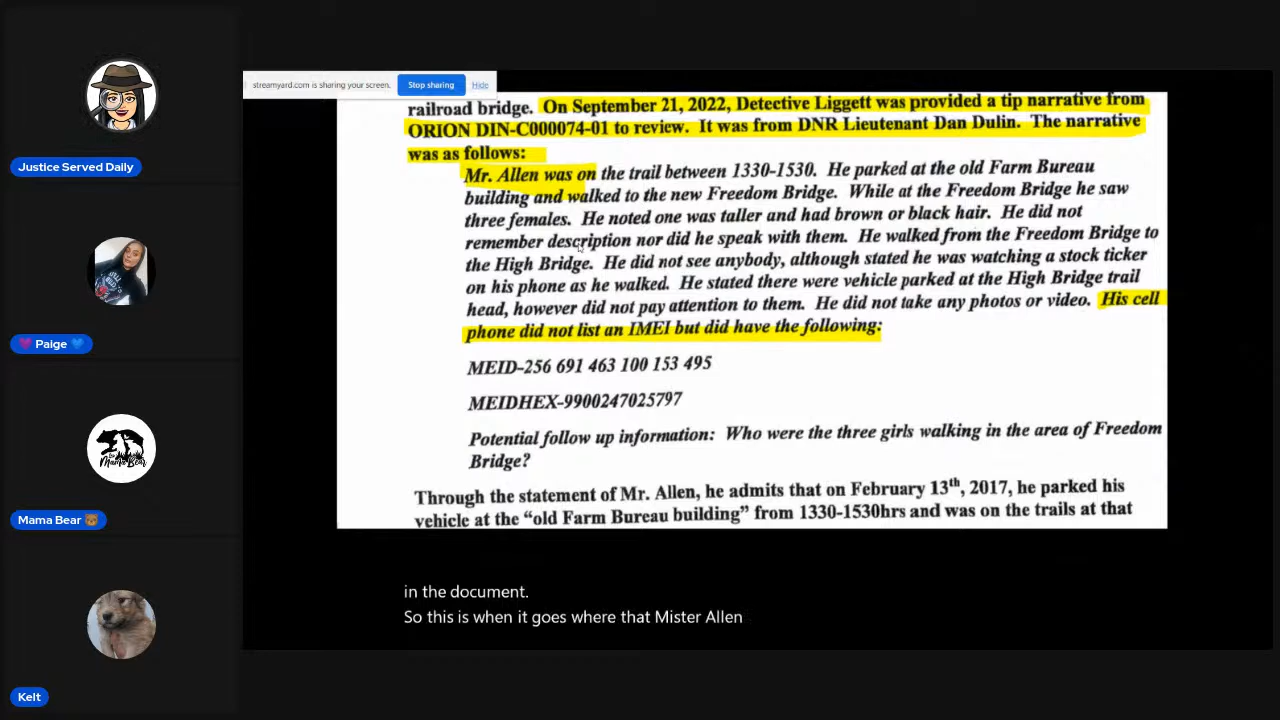 streamyard.com is sharing your screen. Stop sharing Hide
railroad bridge. On September 21, 2022, Detective Liggett was provided a tip narrative from
ORION DIN-C000074-01 to review. It was from DNR Lieutenant Dan Dulin. The narrative
was as follows:
Mr. Allen was on the trail between 1330-1530. He parked at the old Farm Bureau
building and walked to the new Freedom Bridge. While at the Freedom Bridge he saw
three females. He noted one was taller and had brown or black hair. He did not
remember description nor did he speak with them. He walked from the Freedom Bridge to
the High Bridge. He did not see anybody, although stated he was watching a stock ticker
on his phone as he walked. He stated there were vehicle parked at the High Bridge trail
head, however did not pay attention to them. He did not take any photos or video. His cell
phone did not list an IMEI but did have the following:
MEID-256 691 463 100 153 495
MEIDHEX-9900247025797
Potential follow up information: Who were the three girls walking in the area of Freedom
Bridge?
Through the statement of Mr. Allen, he admits that on February 13th, 2017, he parked his
vehicle at the “old Farm Bureau building” from 1330-1530hrs and was on the trails at that
in the document.
So this is when it goes where that Mister Allen
Justice Served Daily
💗 Paige 💙
Mama Bear 🐻
Kelt